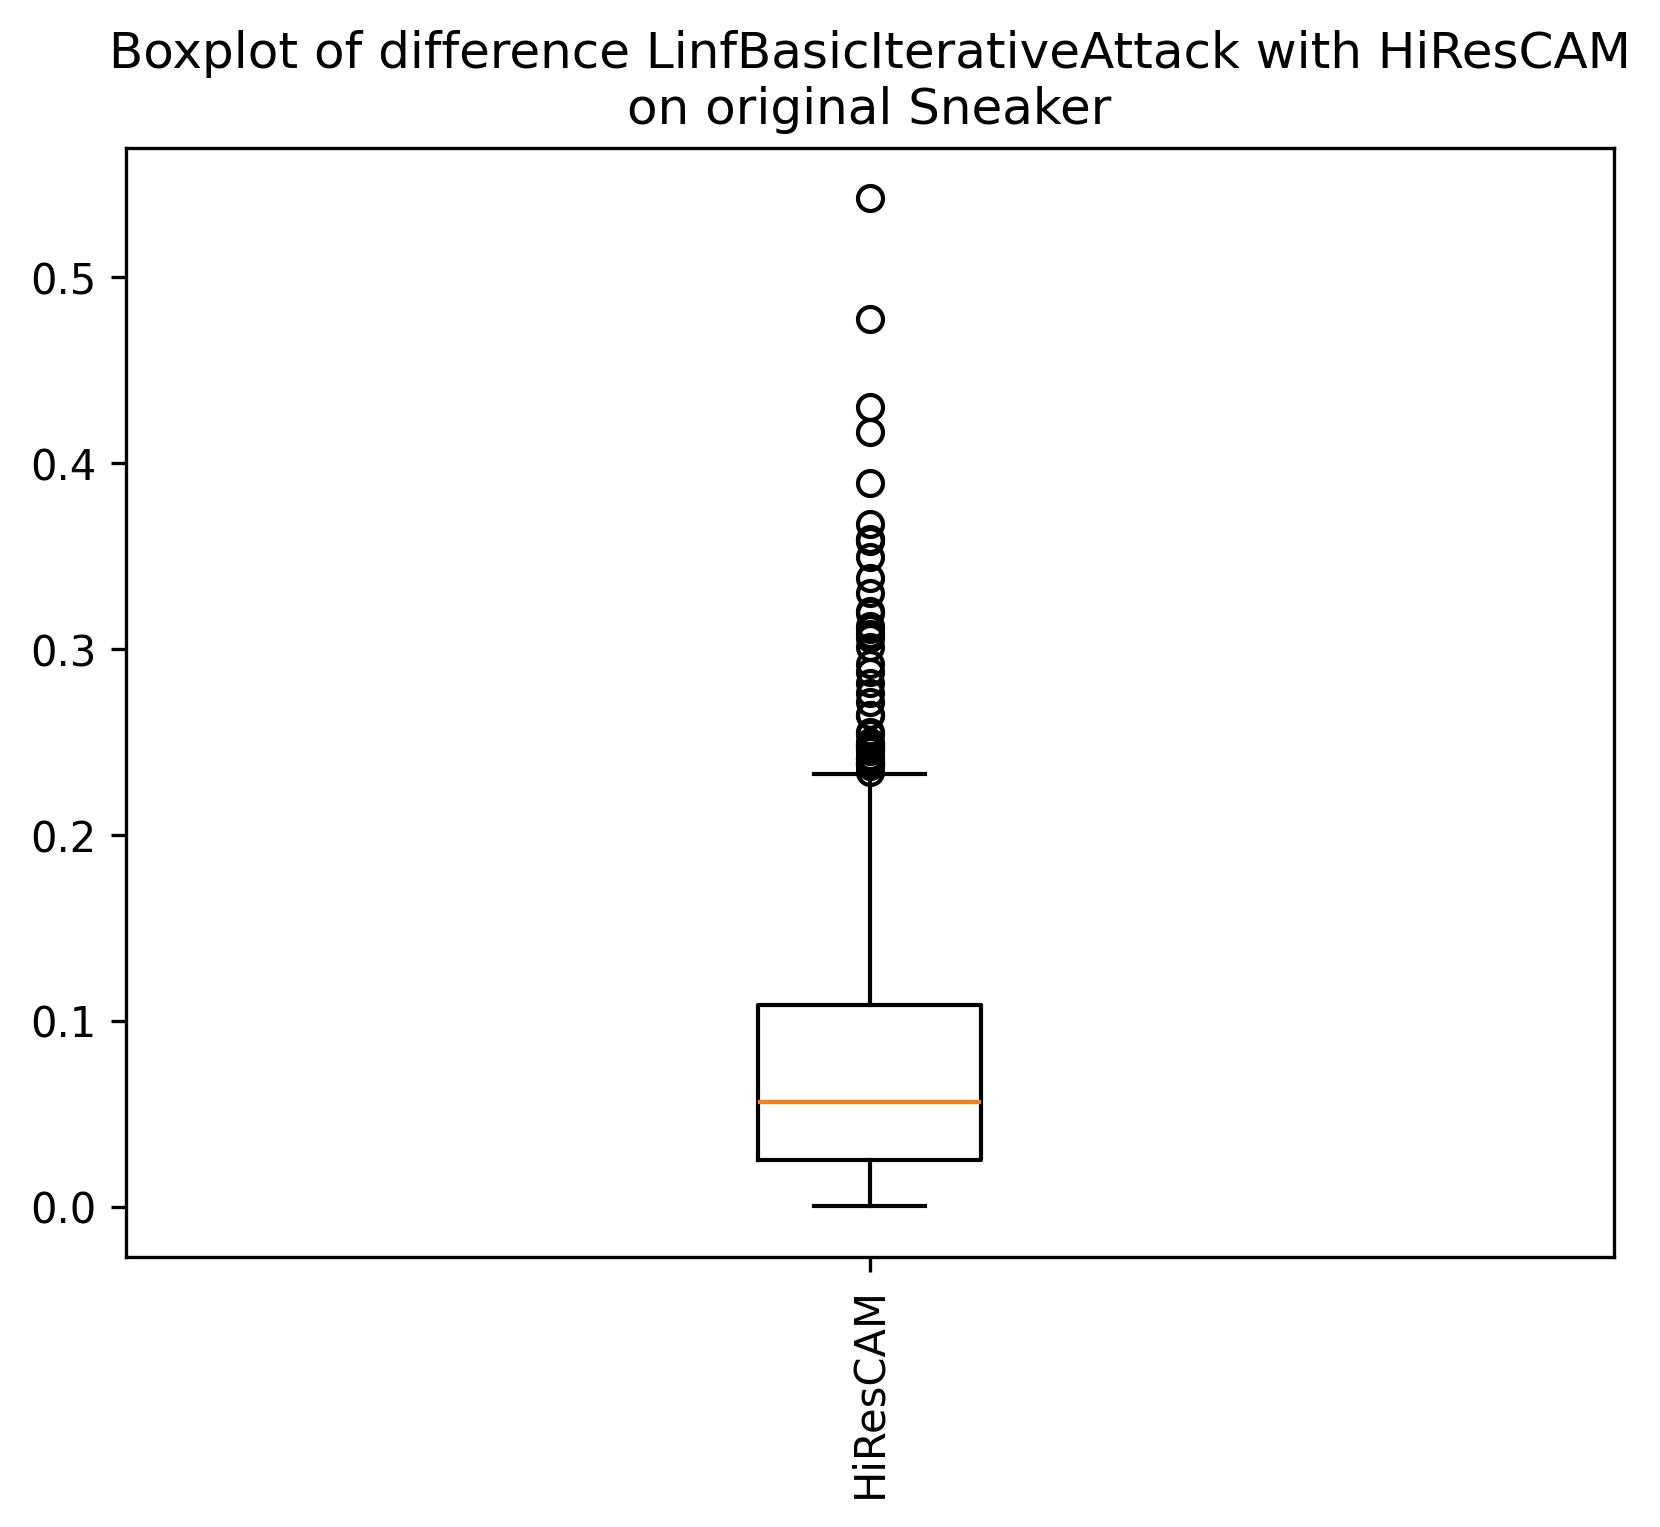 Boxplot of difference LinfBasicIterativeAttack with HiResCAM
on original Sneaker
0.5
0.4
0.3
0.2
0.1
0.0
HiResCAM